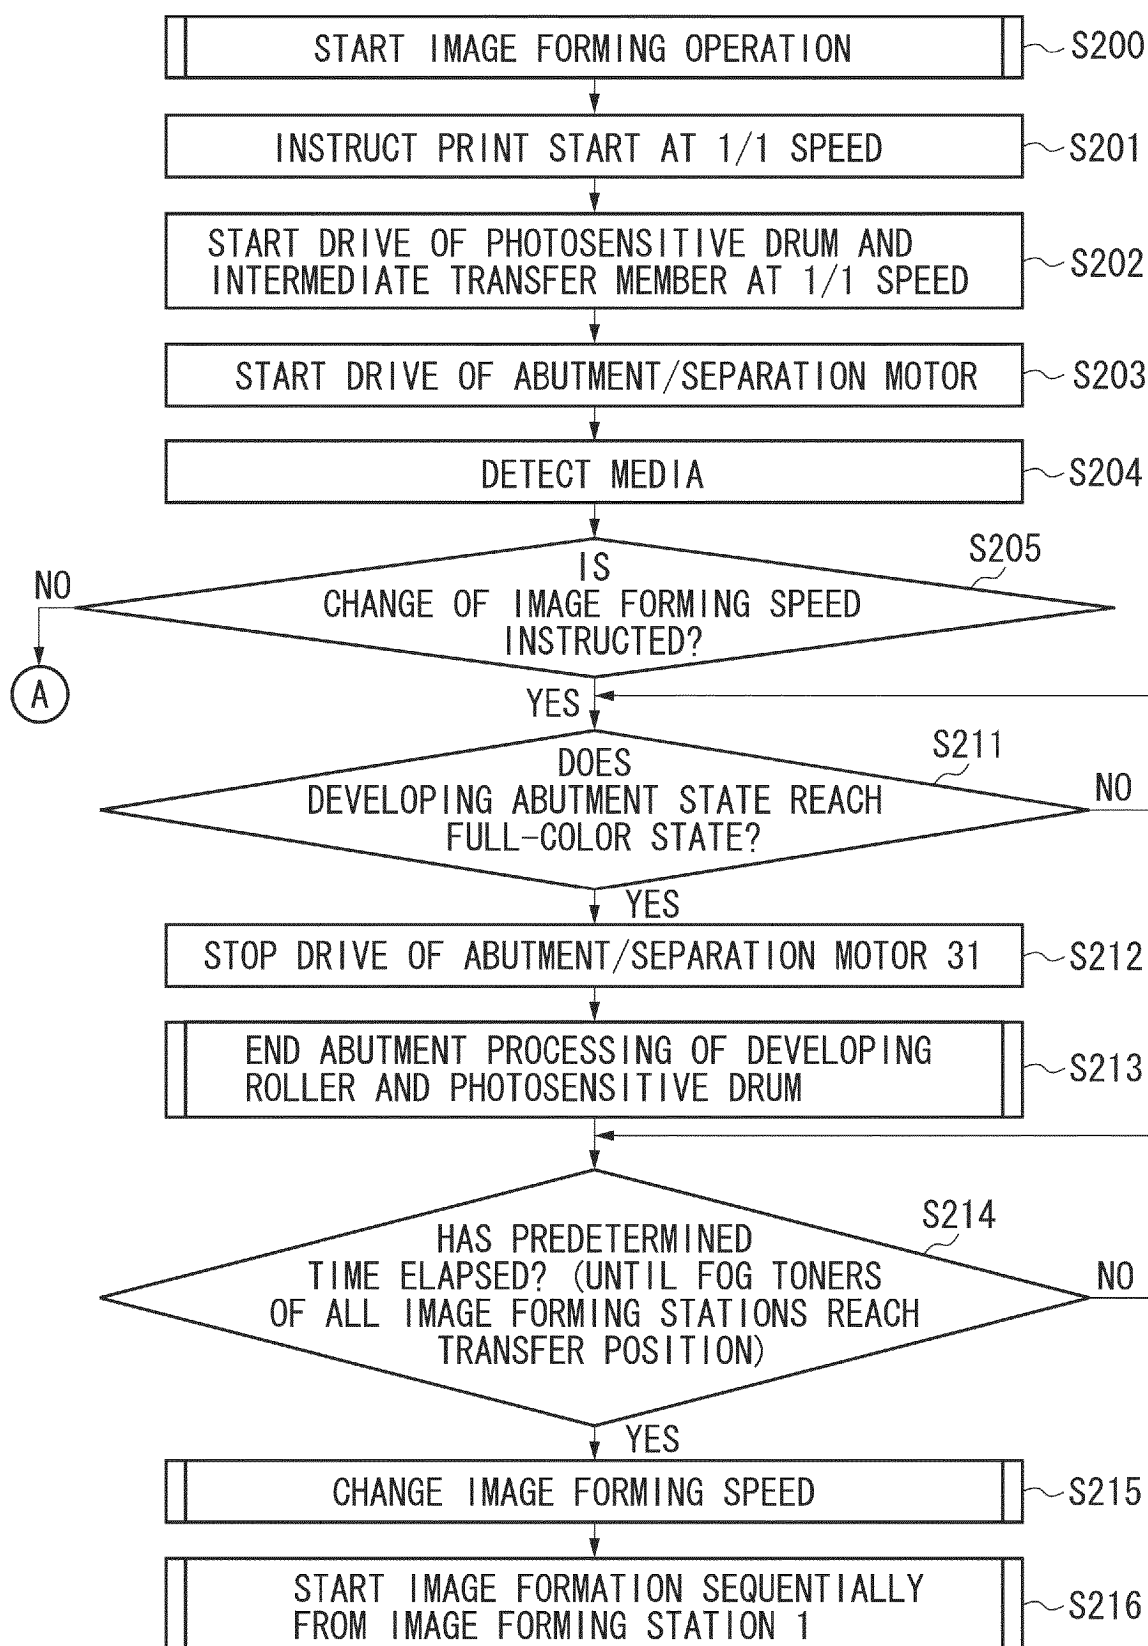 START IMAGE FORMING OPERATION
S200
INSTRUCT PRINT START AT 1/1 SPEED
S201
START DRIVE OF PHOTOSENSITIVE DRUM AND
INTERMEDIATE TRANSFER MEMBER AT 1/1 SPEED
S202
START DRIVE OF ABUTMENT/SEPARATION MOTOR
S203
DETECT MEDIA
S204
S205
IS
CHANGE OF IMAGE FORMING SPEED
INSTRUCTED?
NO
A
YES
S211
DOES
DEVELOPING ABUTMENT STATE REACH
FULL-COLOR STATE?
NO
YES
STOP DRIVE OF ABUTMENT/SEPARATION MOTOR 31
S212
END ABUTMENT PROCESSING OF DEVELOPING
ROLLER AND PHOTOSENSITIVE DRUM
S213
S214
HAS PREDETERMINED
TIME ELAPSED? (UNTIL FOG TONERS
OF ALL IMAGE FORMING STATIONS REACH
TRANSFER POSITION)
NO
YES
CHANGE IMAGE FORMING SPEED
S215
START IMAGE FORMATION SEQUENTIALLY
FROM IMAGE FORMING STATION 1
S216